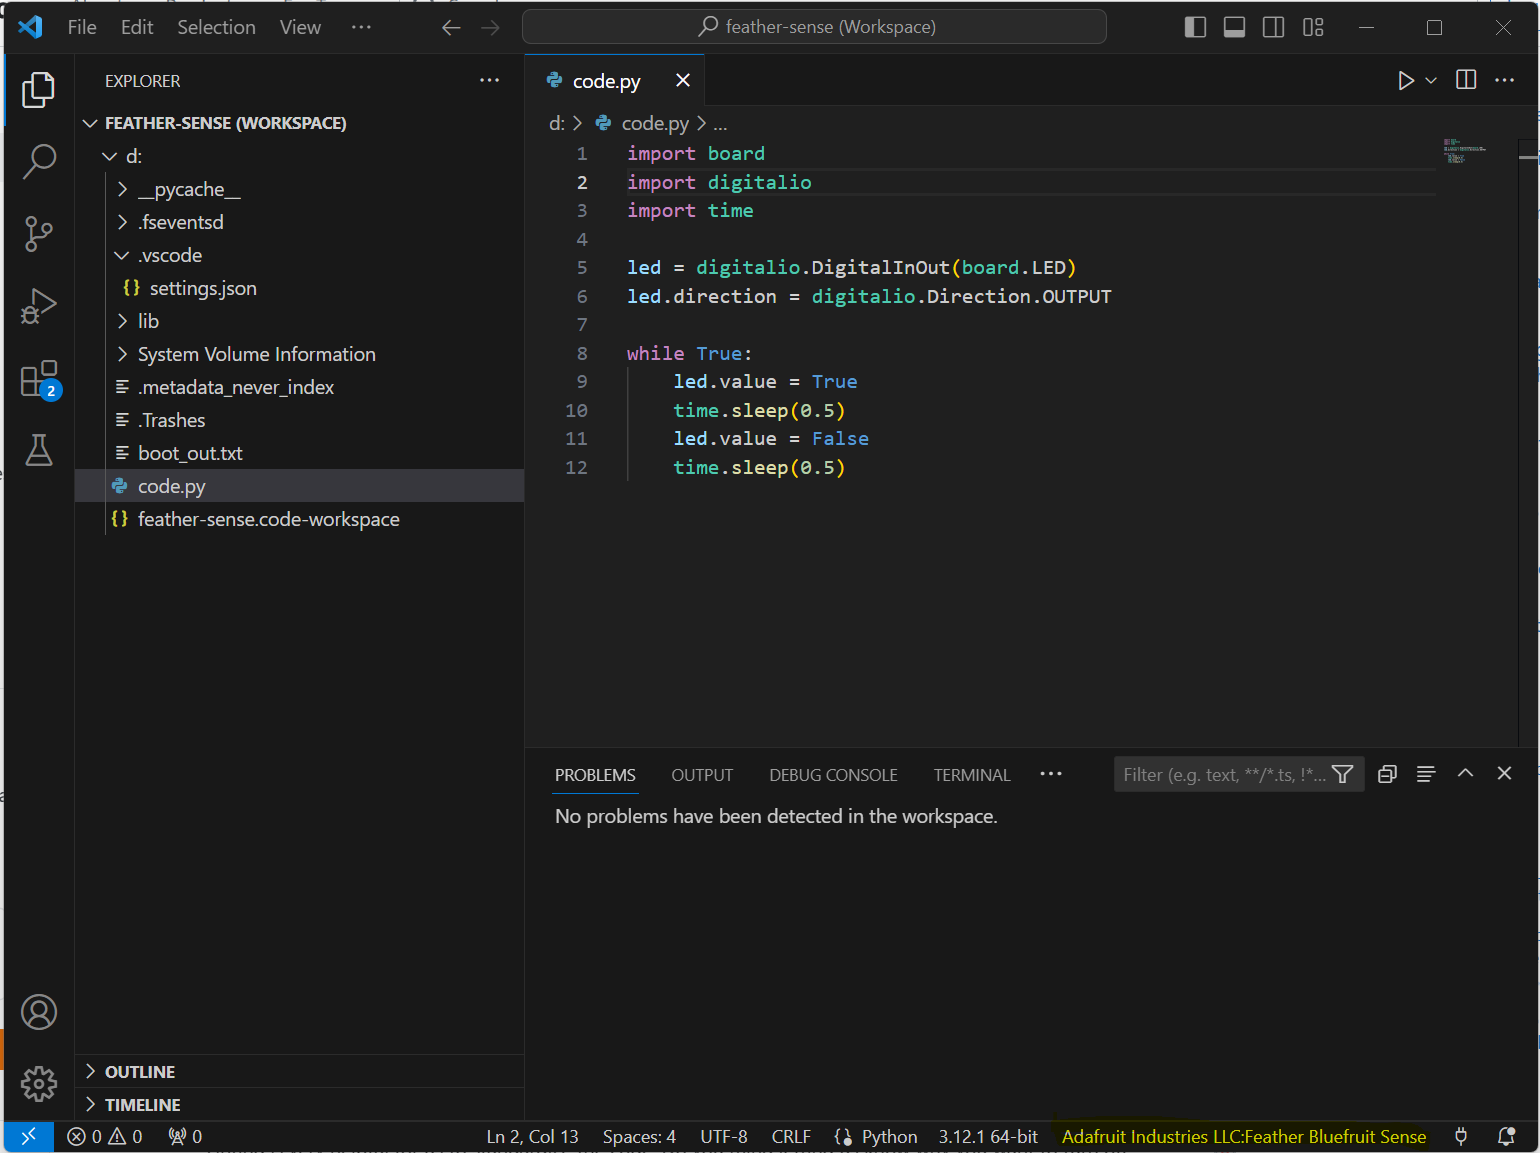 File Edit Selection View ··· feather-sense (Workspace)
EXPLORER ···
FEATHER-SENSE (WORKSPACE)
d:
__pycache__
.fseventsd
.vscode
{} settings.json
lib
System Volume Information
.metadata_never_index
.Trashes
boot_out.txt
code.py
{} feather-sense.code-workspace
OUTLINE
TIMELINE
2
code.py
d: > code.py > ...
1 import board
2 import digitalio
3 import time
4
5 led = digitalio.DigitalInOut(board.LED)
6 led.direction = digitalio.Direction.OUTPUT
7
8 while True:
9 led.value = True
10 time.sleep(0.5)
11 led.value = False
12 time.sleep(0.5)
PROBLEMS OUTPUT DEBUG CONSOLE TERMINAL ··· Filter (e.g. text, **/*.ts, !*...
No problems have been detected in the workspace.
0 0 0 Ln 2, Col 13 Spaces: 4 UTF-8 CRLF Python 3.12.1 64-bit Adafruit Industries LLC:Feather Bluefruit Sense